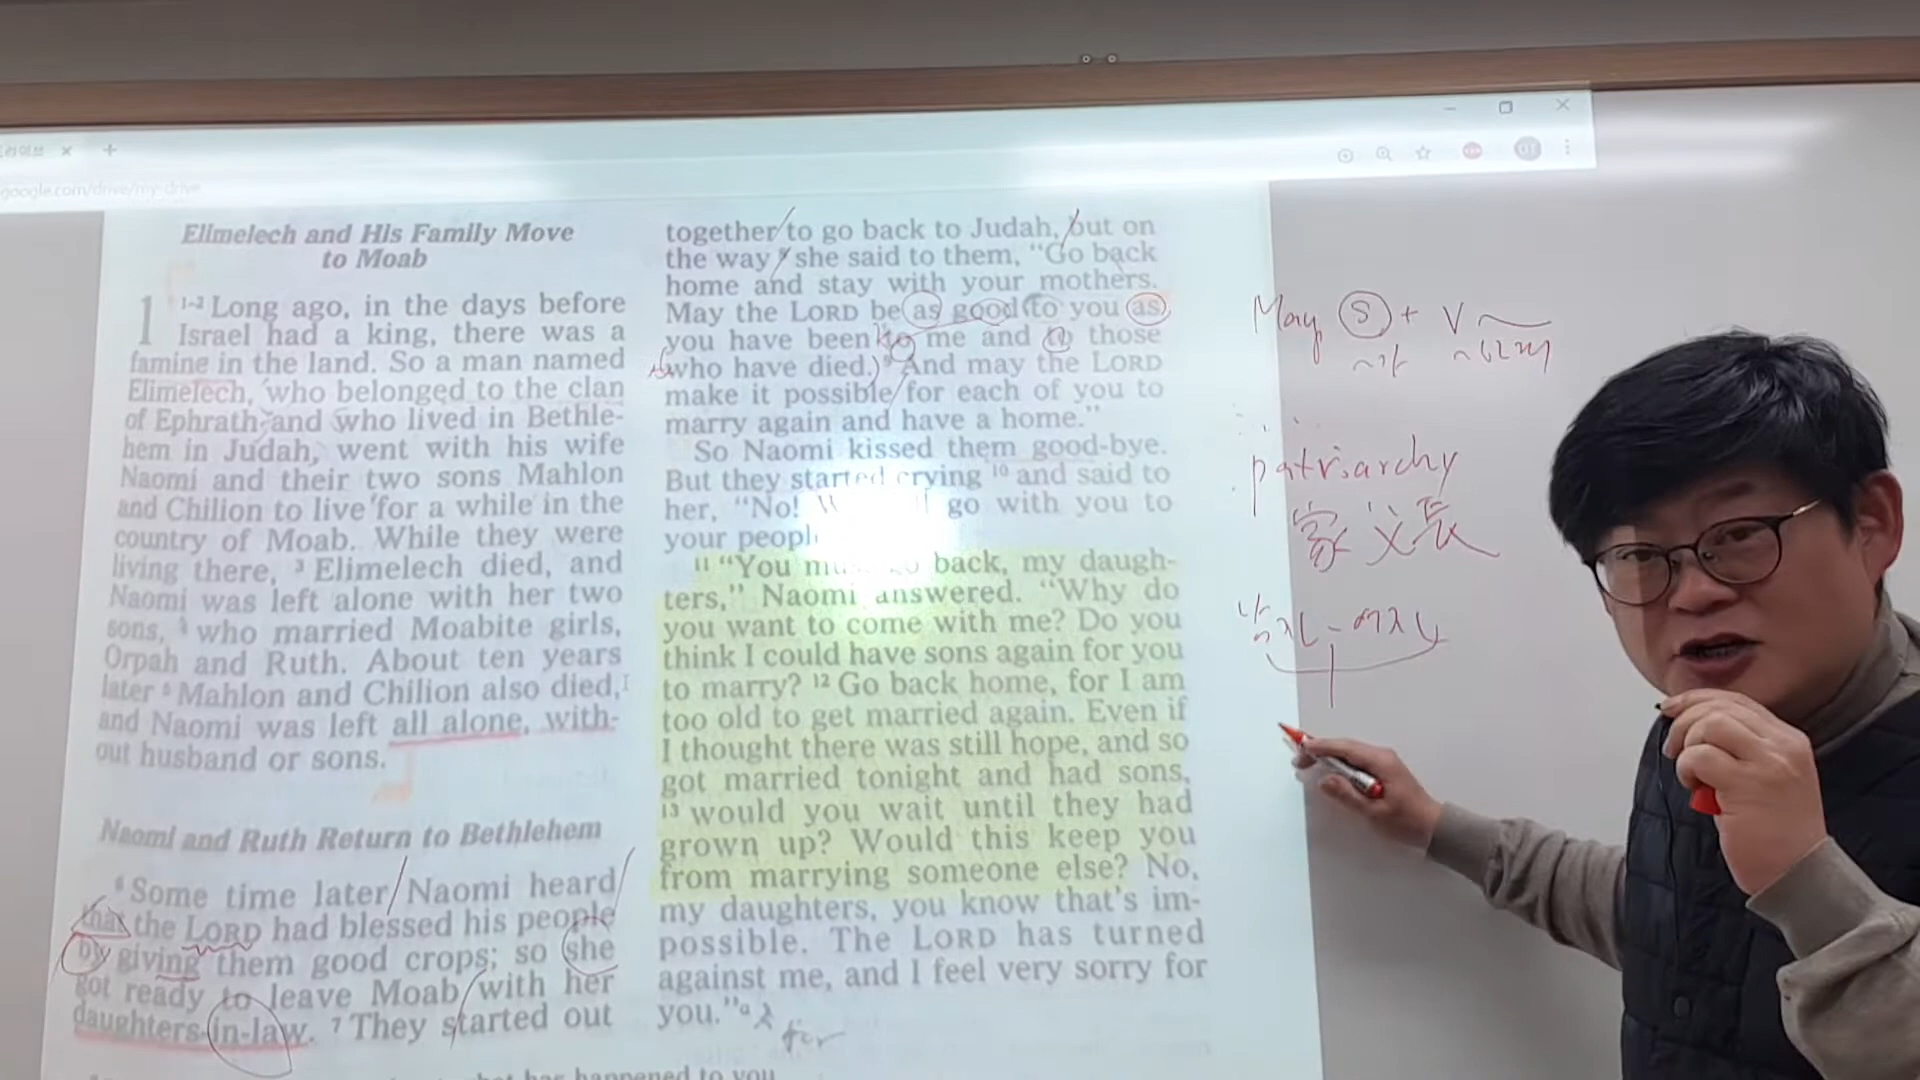 google.com/drive/my-drive
Elimelech and His Family Move
to Moab
1 1-2 Long ago, in the days before
Israel had a king, there was a
famine in the land. So a man named
Elimelech, who belonged to the clan
of Ephrath and who lived in Bethle-
hem in Judah, went with his wife
Naomi and their two sons Mahlon
and Chilion to live for a while in the
country of Moab. While they were
living there, 3 Elimelech died, and
Naomi was left alone with her two
sons, 4 who married Moabite girls,
Orpah and Ruth. About ten years
later 5 Mahlon and Chilion also died,
and Naomi was left all alone, with-
out husband or sons.
Naomi and Ruth Return to Bethlehem
6 Some time later Naomi heard
that the LORD had blessed his people
by giving them good crops; so she
got ready to leave Moab with her
daughters-in-law. 7 They started out
together to go back to Judah, but on
the way 8 she said to them, "Go back
home and stay with your mothers.
May the LORD be as good to you as
you have been to me and to those
who have died. 9 And may the LORD
make it possible for each of you to
marry again and have a home."
So Naomi kissed them good-bye.
But they started crying 10 and said to
her, "No! go with you to
your peopl
11 "You back, my daugh-
ters," Naomi answered. "Why do
you want to come with me? Do you
think I could have sons again for you
to marry? 12 Go back home, for I am
too old to get married again. Even if
I thought there was still hope, and so
got married tonight and had sons,
13 would you wait until they had
grown up? Would this keep you
from marrying someone else? No,
my daughters, you know that's im-
possible. The LORD has turned
against me, and I feel very sorry for
you."a
for
happened to you
May S + V
~가 ~하기를
patriarchy
家父長
남자 - 여자